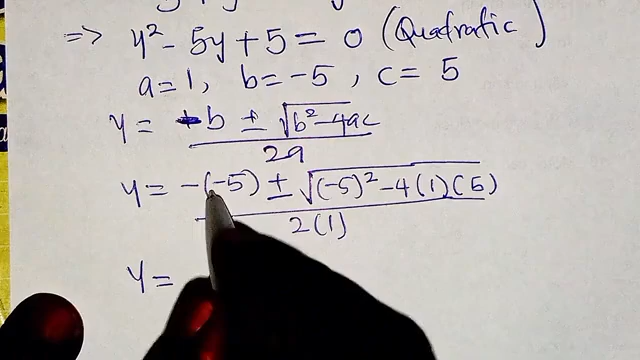 => y² - 5y + 5 = 0 (Quadratic)
a = 1, b = -5, c = 5
y = -b ± √(b² - 4ac) / 2a
y = -(-5) ± √((-5)² - 4(1)(5)) / 2(1)
y =